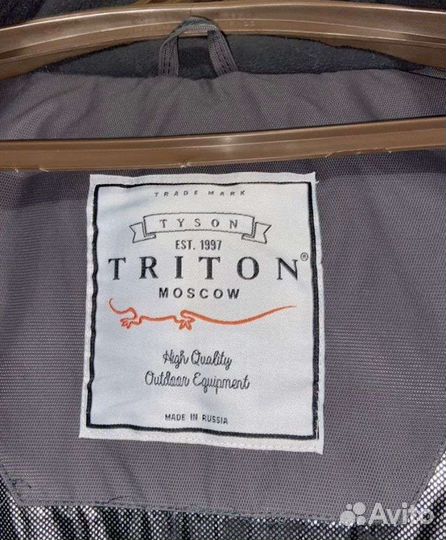 TRADE MARK
TYSON
EST. 1997
TRITON®
MOSCOW
High Quality
Outdoor Equipment
MADE IN RUSSIA
Avito